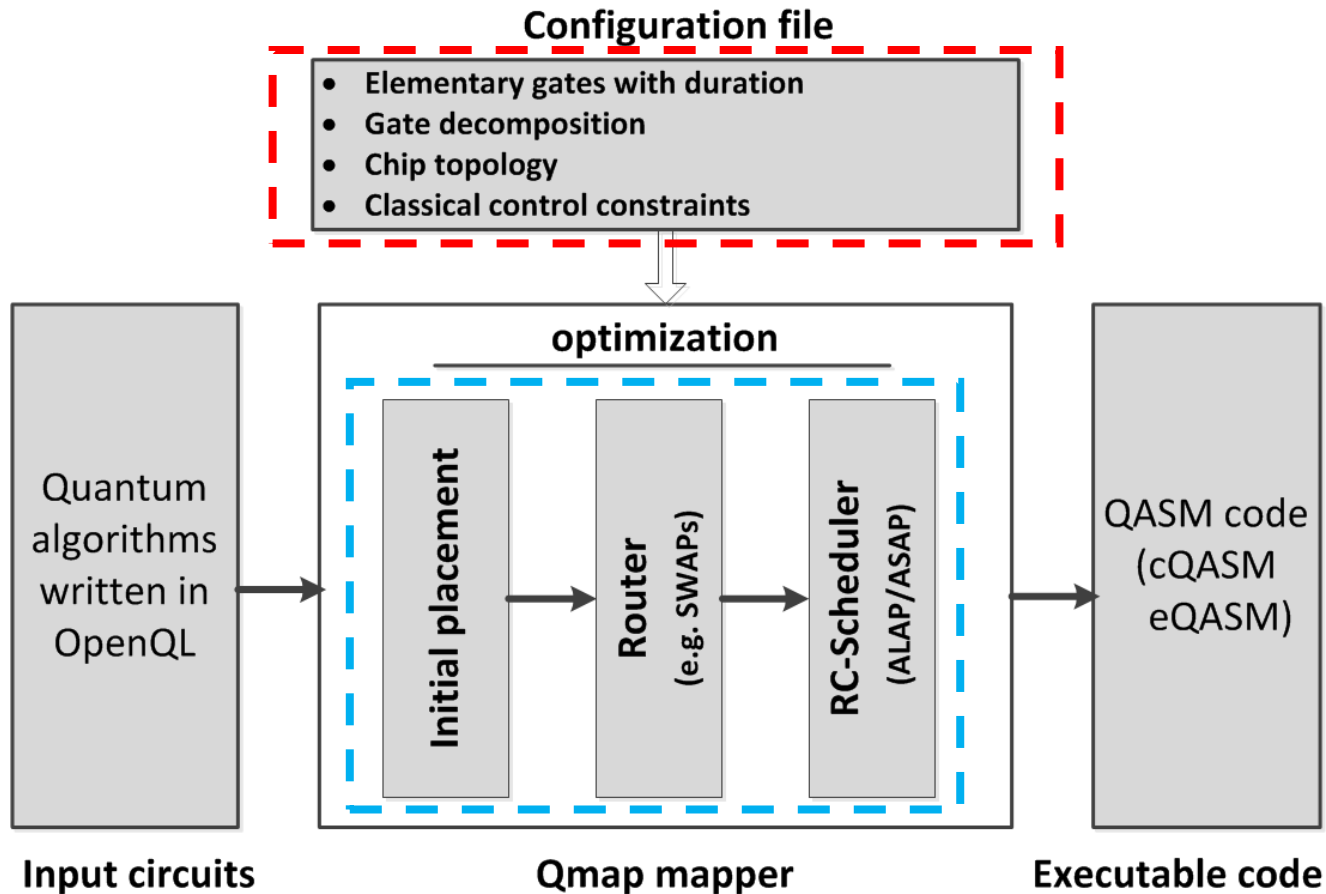 Configuration file
• Elementary gates with duration
• Gate decomposition
• Chip topology
• Classical control constraints
optimization
Quantum
algorithms
written in
OpenQL
Initial placement
Router
(e.g. SWAPs)
RC-Scheduler
(ALAP/ASAP)
QASM code
(cQASM
eQASM)
Input circuits
Qmap mapper
Executable code